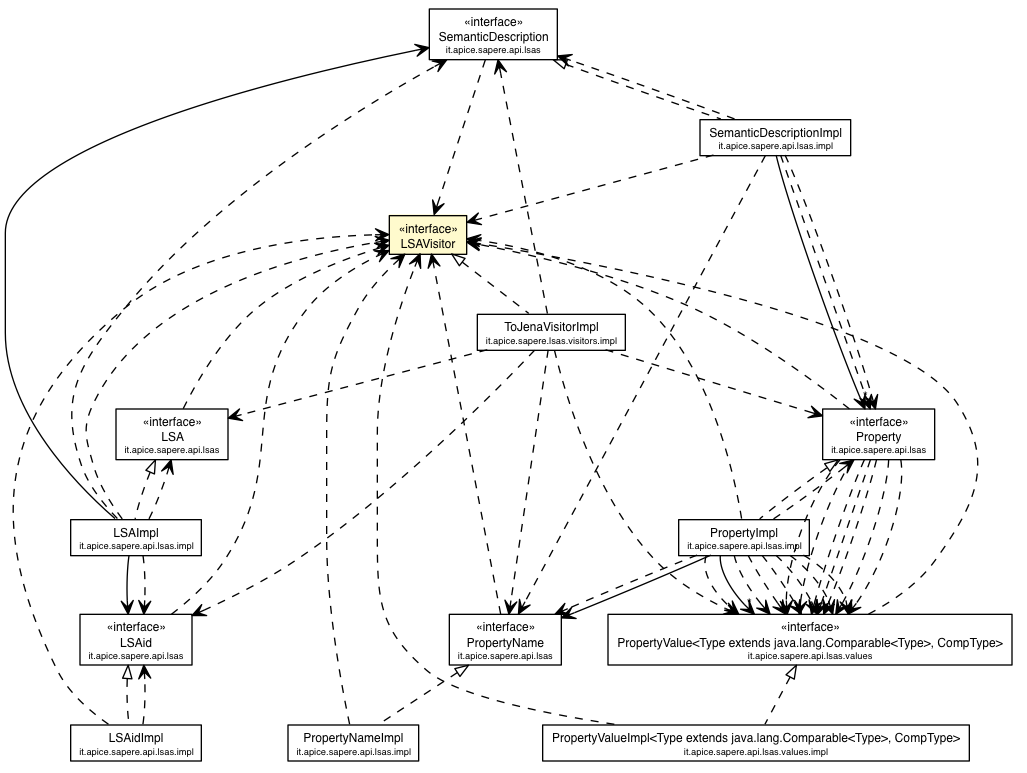 «interface»
SemanticDescription
it.apice.sapere.api.lsas
SemanticDescriptionImpl
it.apice.sapere.api.lsas.impl
«interface»
LSAVisitor
ToJenaVisitorImpl
it.apice.sapere.lsas.visitors.impl
«interface»
LSA
it.apice.sapere.api.lsas
«interface»
Property
it.apice.sapere.api.lsas
LSAImpl
it.apice.sapere.api.lsas.impl
PropertyImpl
it.apice.sapere.api.lsas.impl
«interface»
LSAid
it.apice.sapere.api.lsas
«interface»
PropertyName
it.apice.sapere.api.lsas
«interface»
PropertyValue<Type extends java.lang.Comparable<Type>, CompType>
it.apice.sapere.api.lsas.values
LSAidImpl
it.apice.sapere.api.lsas.impl
PropertyNameImpl
it.apice.sapere.api.lsas.impl
PropertyValueImpl<Type extends java.lang.Comparable<Type>, CompType>
it.apice.sapere.api.lsas.values.impl